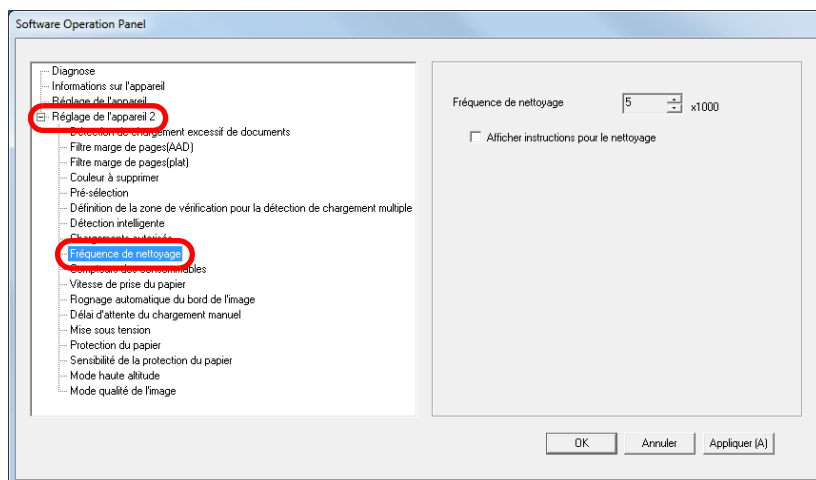 Software Operation Panel
Diagnose
Informations sur l'appareil
Réglage de l'appareil
Réglage de l'appareil 2
Détection de chargement excessif de documents
Filtre marge de pages(AAD)
Filtre marge de pages(plat)
Couleur à supprimer
Pré-sélection
Définition de la zone de vérification pour la détection de chargement multiple
Détection intelligente
Chargements autorisés
Fréquence de nettoyage
Compteurs des consommables
Vitesse de prise du papier
Rognage automatique du bord de l'image
Délai d'attente du chargement manuel
Mise sous tension
Protection du papier
Sensibilité de la protection du papier
Mode haute altitude
Mode qualité de l'image
Fréquence de nettoyage 5 x1000
Afficher instructions pour le nettoyage
OK Annuler Appliquer (A)